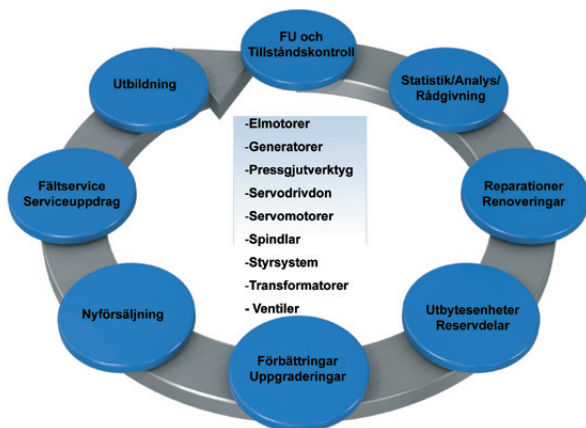 FU och
Tillståndskontroll
Statistik/Analys/
Rådgivning
Reparationer
Renoveringar
Utbytesenheter
Reservdelar
Förbättringar
Uppgraderingar
Nyförsäljning
Fältservice
Serviceuppdrag
Utbildning
-Elmotorer
-Generatorer
-Pressgjutverktyg
-Servodrivdon
-Servomotorer
-Spindlar
-Styrsystem
-Transformatorer
- Ventiler